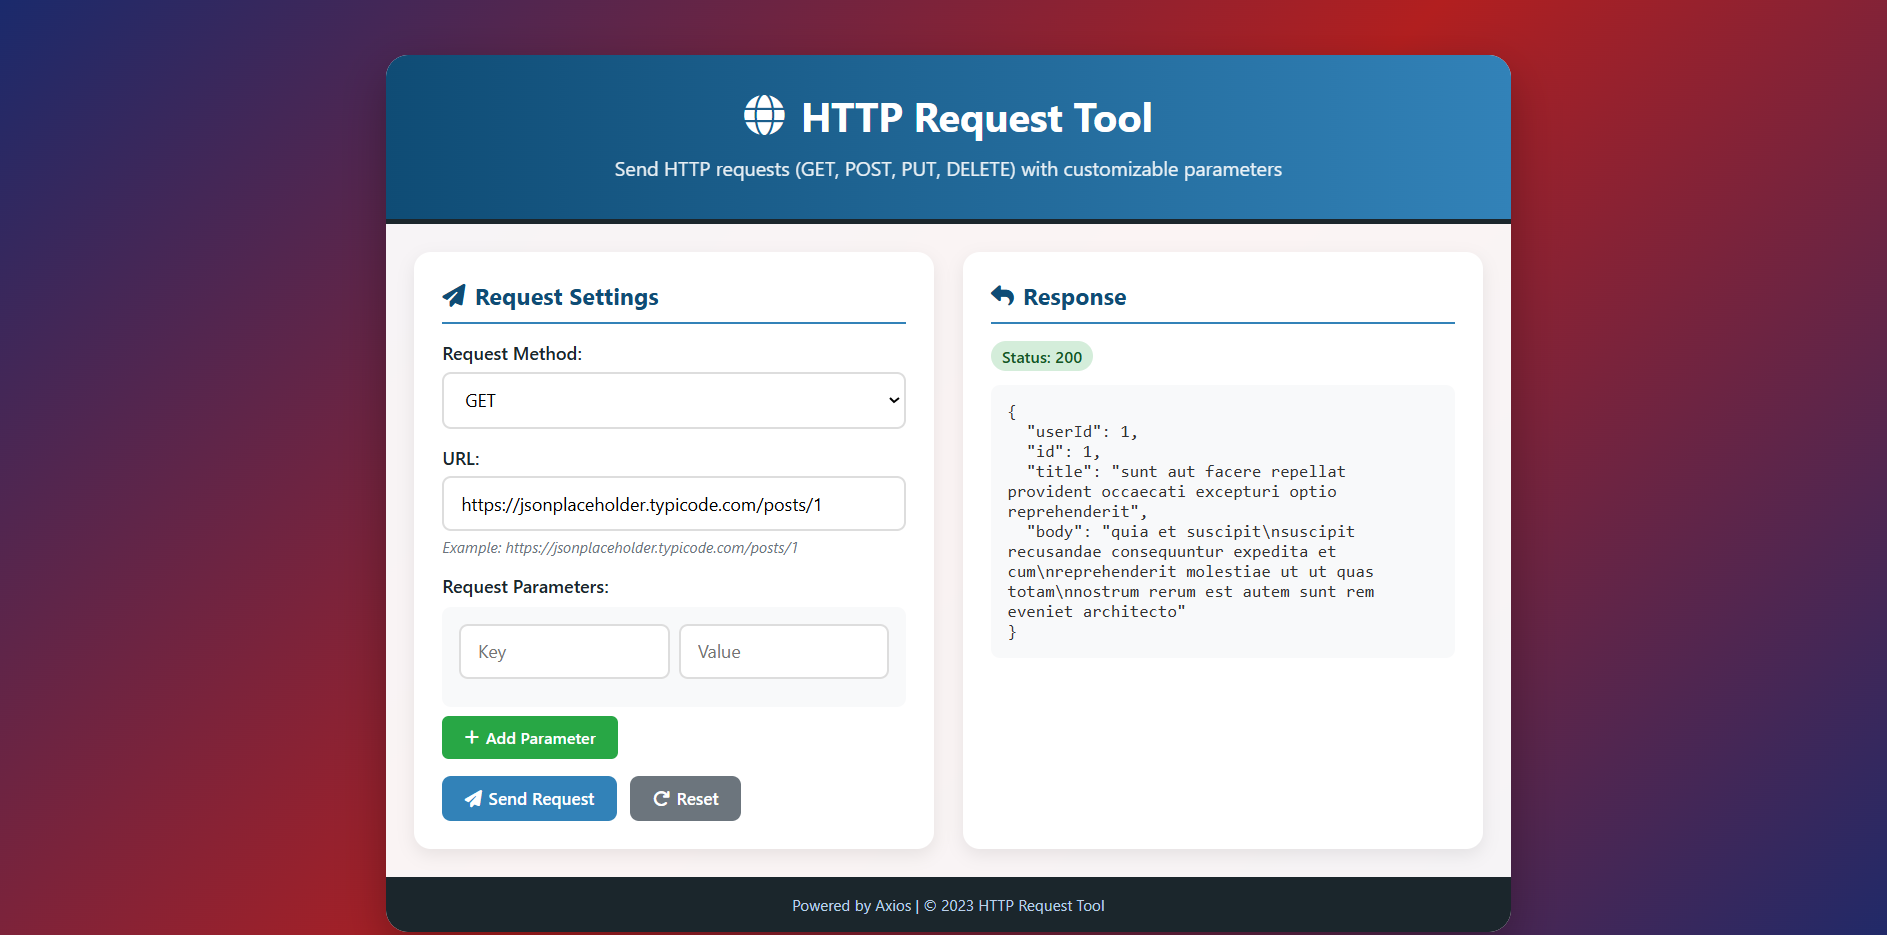 HTTP Request Tool
Send HTTP requests (GET, POST, PUT, DELETE) with customizable parameters
Request Settings
Request Method:
GET
URL:
https://jsonplaceholder.typicode.com/posts/1
Example: https://jsonplaceholder.typicode.com/posts/1
Request Parameters:
Key
Value
+ Add Parameter
Send Request
Reset
Response
Status: 200
{
  "userId": 1,
  "id": 1,
  "title": "sunt aut facere repellat
provident occaecati excepturi optio
reprehenderit",
  "body": "quia et suscipit\nsuscipit
recusandae consequuntur expedita et
cum\nreprehenderit molestiae ut ut quas
totam\nnostrum rerum est autem sunt rem
eveniet architecto"
}
Powered by Axios | © 2023 HTTP Request Tool